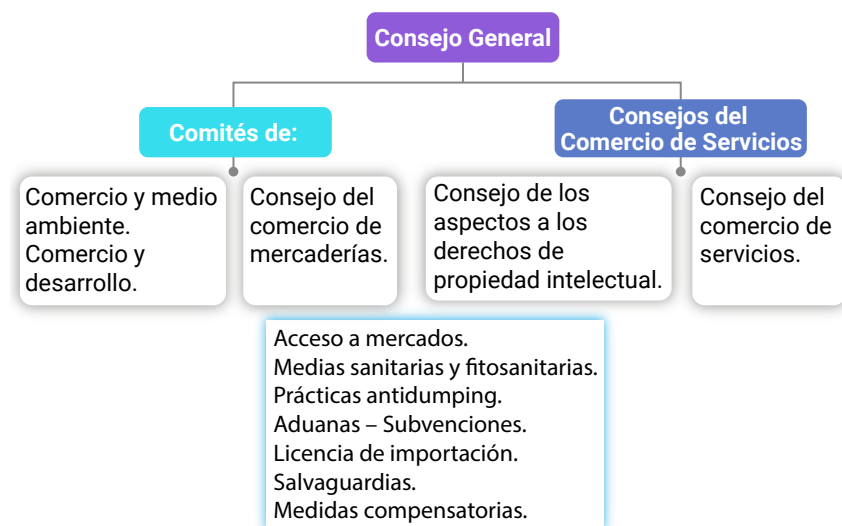 Consejo General
Comités de:
Consejos del
Comercio de Servicios
Comercio y medio
ambiente.
Comercio y
desarrollo.
Consejo del
comercio de
mercaderías.
Consejo de los
aspectos a los
derechos de
propiedad intelectual.
Consejo del
comercio de
servicios.
Acceso a mercados.
Medias sanitarias y fitosanitarias.
Prácticas antidumping.
Aduanas – Subvenciones.
Licencia de importación.
Salvaguardias.
Medidas compensatorias.